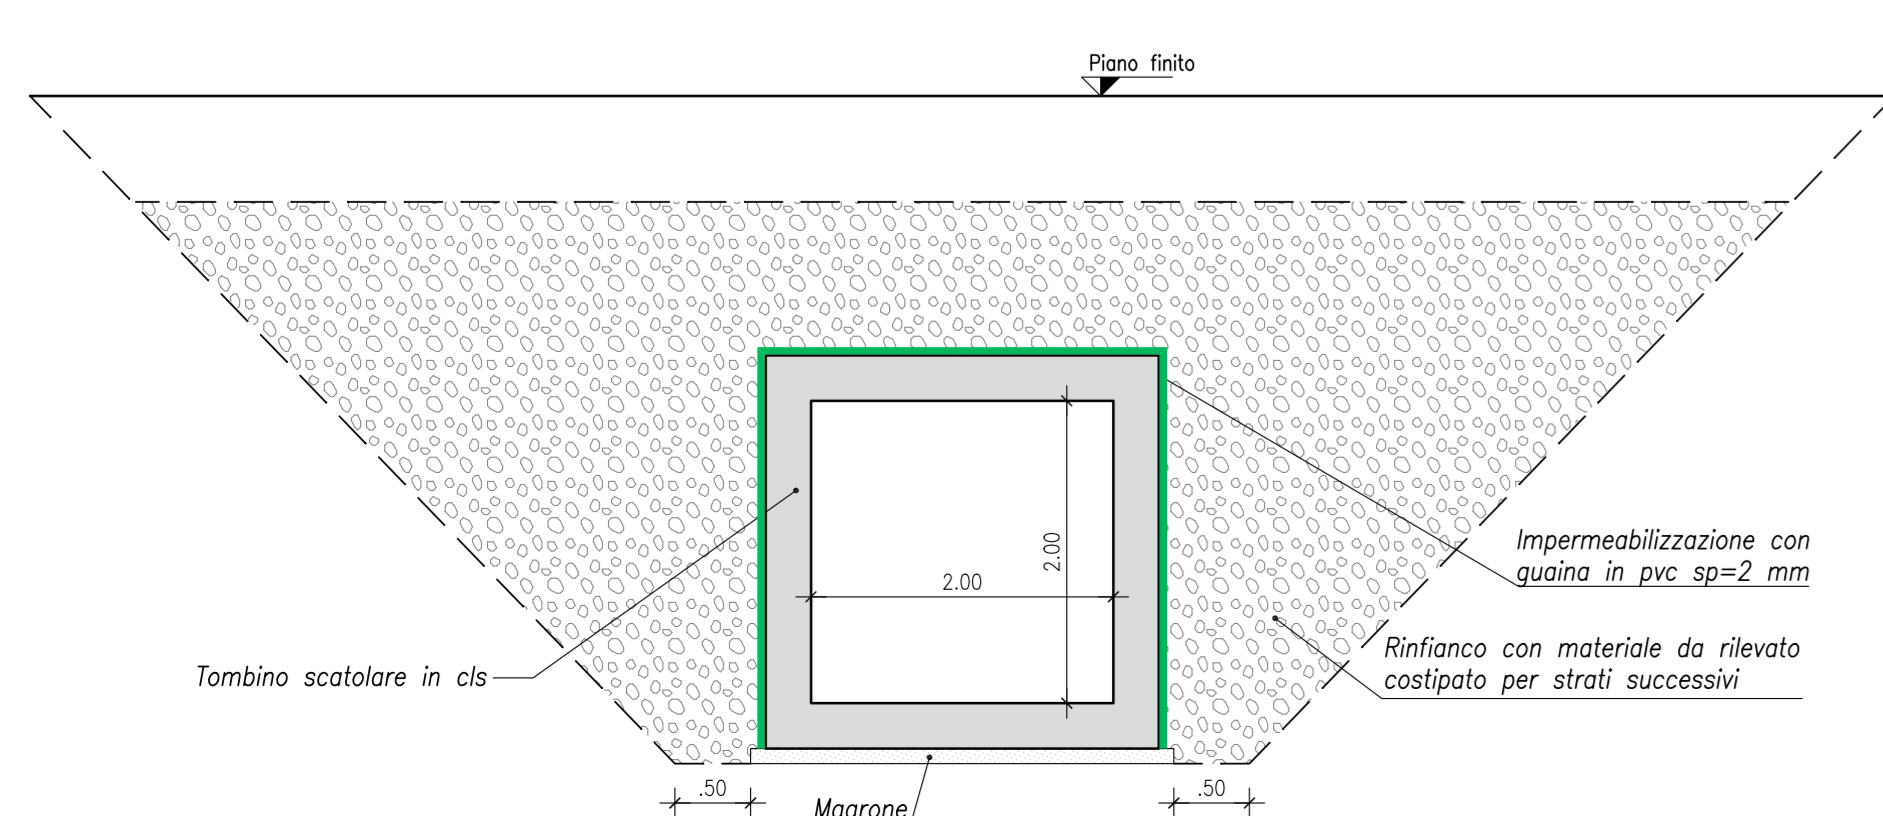 Piano finito
2.00
2.00
Impermeabilizzazione con
guaina in pvc sp=2 mm
Rinfianco con materiale da rilevato
costipato per strati successivi
Tombino scatolare in cls
.50
.50
Magrone